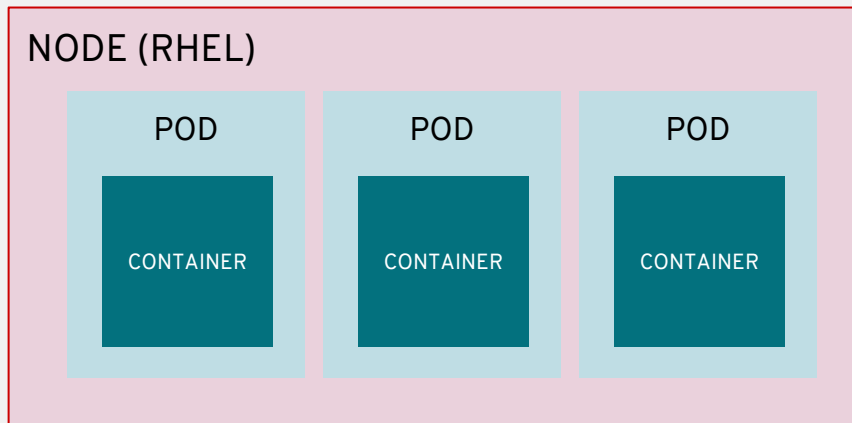 NODE (RHEL)
POD
POD
POD
CONTAINER
CONTAINER
CONTAINER